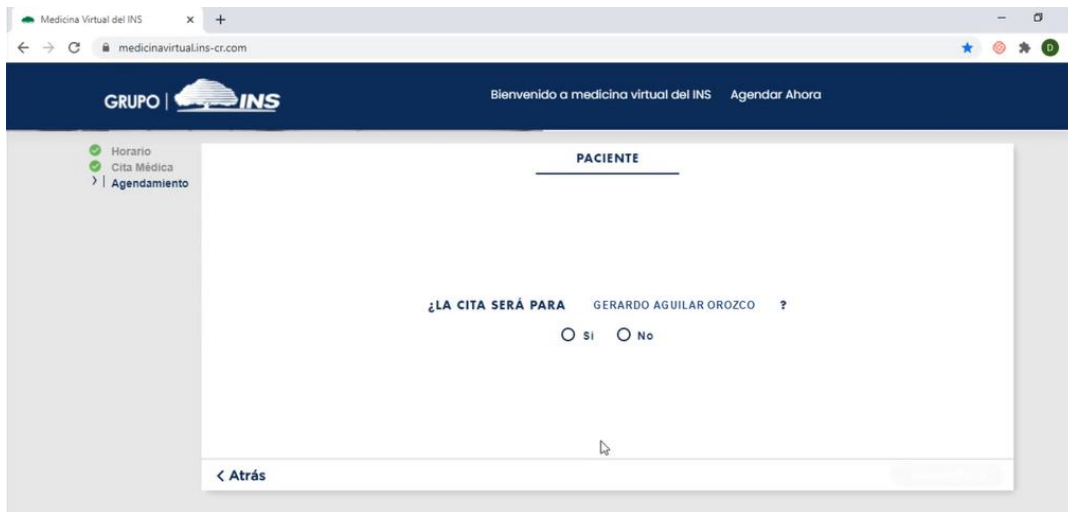 Medicina Virtual del INS
medicinavirtual.ins-cr.com
D
GRUPO | INS
Bienvenido a medicina virtual del INS Agendar Ahora
Horario
Cita Médica
Agendamiento
PACIENTE
¿LA CITA SERÁ PARA GERARDO AGUILAR OROZCO ?
Si No
Atrás